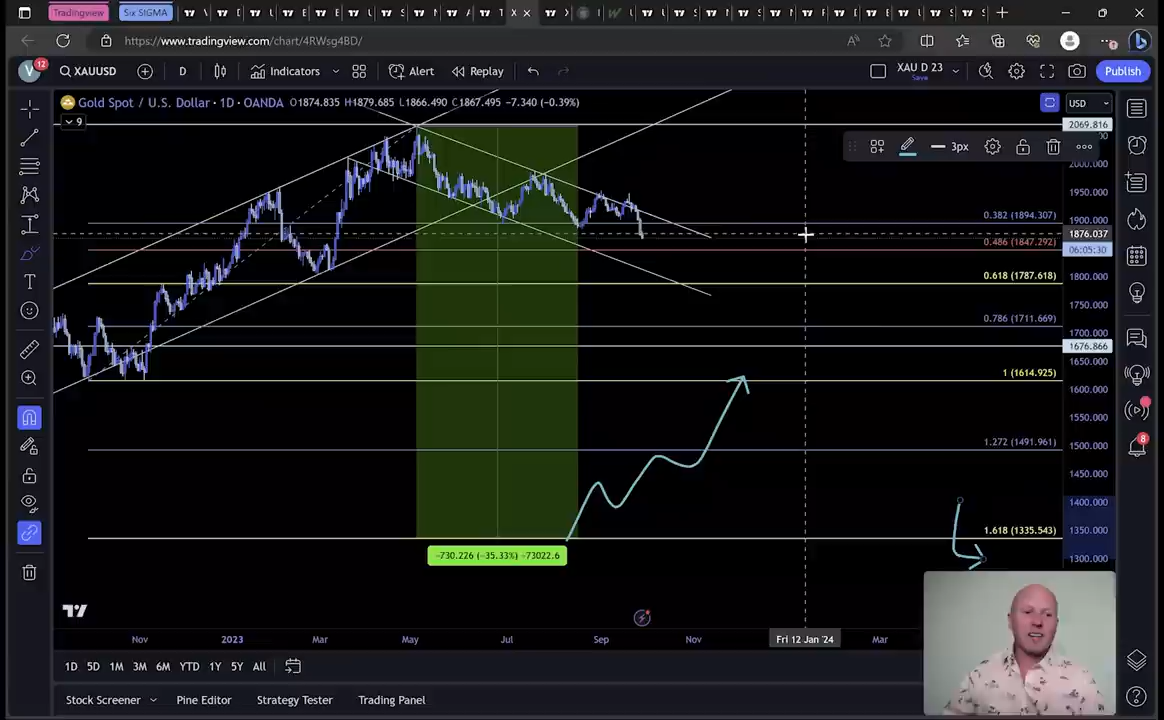 Tradingview
Six SIGMA
https://www.tradingview.com/chart/4RWsg4BD/
V
12
XAUUSD
D
Indicators
Alert
Replay
XAU D 23
Save
Publish
Gold Spot / U.S. Dollar · 1D · OANDA O1874.835 H1879.685 L1866.490 C1867.495 −7.340 (−0.39%)
USD
9
2069.816
3px
2000.000
1950.000
0.382 (1894.307)
1900.000
1876.037
0.486 (1847.292)
06:05:30
0.618 (1787.618)
1800.000
1750.000
0.786 (1711.669)
1700.000
1676.866
1650.000
1 (1614.925)
1600.000
1550.000
1.272 (1491.961)
1500.000
1450.000
1400.000
1.618 (1335.543)
1350.000
1300.000
−730.226 (−35.33%) −73022.6
8
Nov
2023
Mar
May
Jul
Sep
Nov
Fri 12 Jan '24
Mar
1D 5D 1M 3M 6M YTD 1Y 5Y All
Stock Screener
Pine Editor
Strategy Tester
Trading Panel